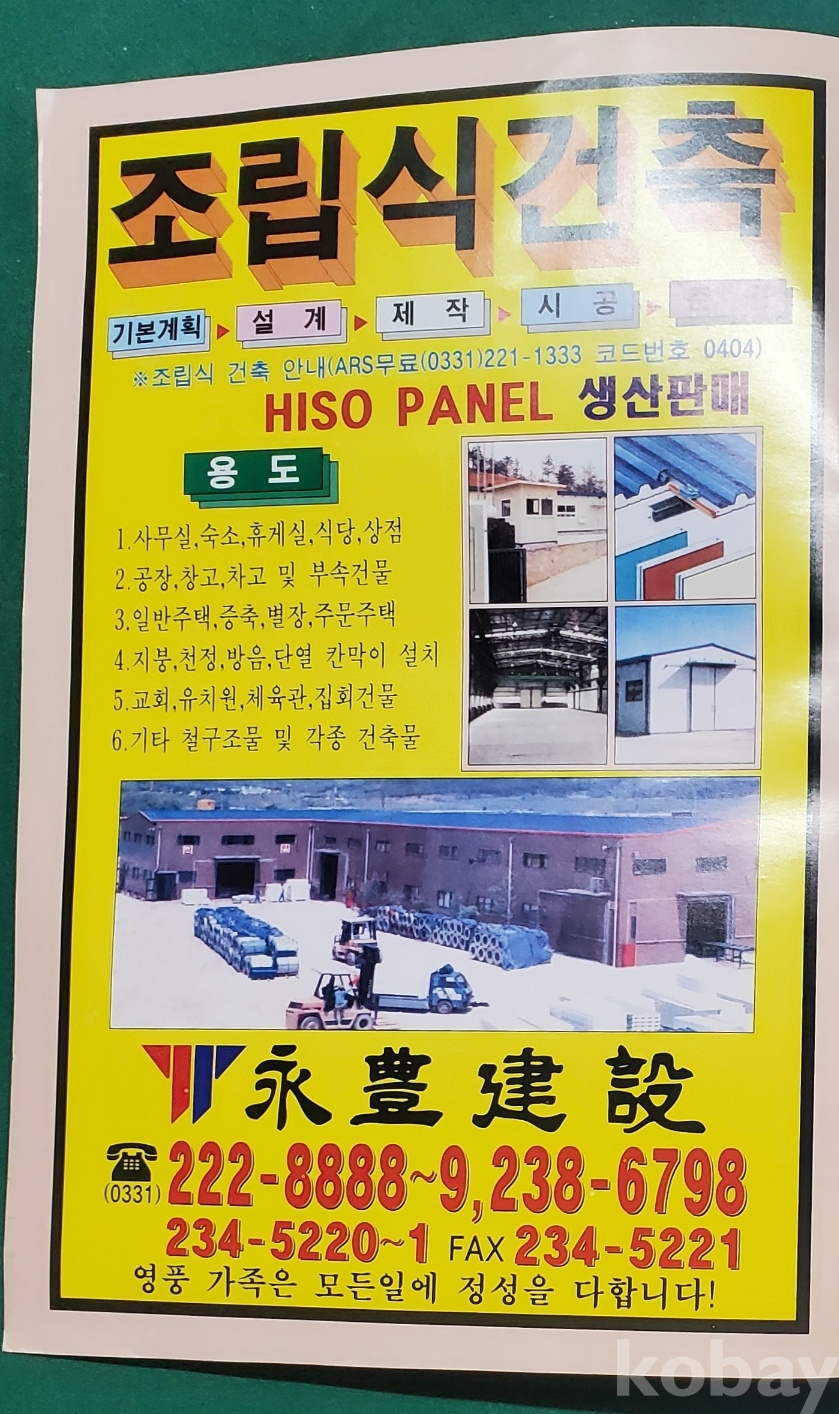 조립식건축
기본계획 ▶ 설 계 ▶ 제 작 ▶ 시 공 ▶
※조립식 건축 안내(ARS무료(0331)221-1333 코드번호 0404)
HISO PANEL 생산판매
용 도
1.사무실,숙소,휴게실,식당,상점
2.공장,창고,차고 및 부속건물
3.일반주택,증축,별장,주문주택
4.지붕,천정,방음,단열 칸막이 설치
5.교회,유치원,체육관,집회건물
6.기타 철구조물 및 각종 건축물
永豊建設
(0331) 222-8888~9,238-6798
234-5220~1 FAX 234-5221
영풍 가족은 모든일에 정성을 다합니다!
kobay